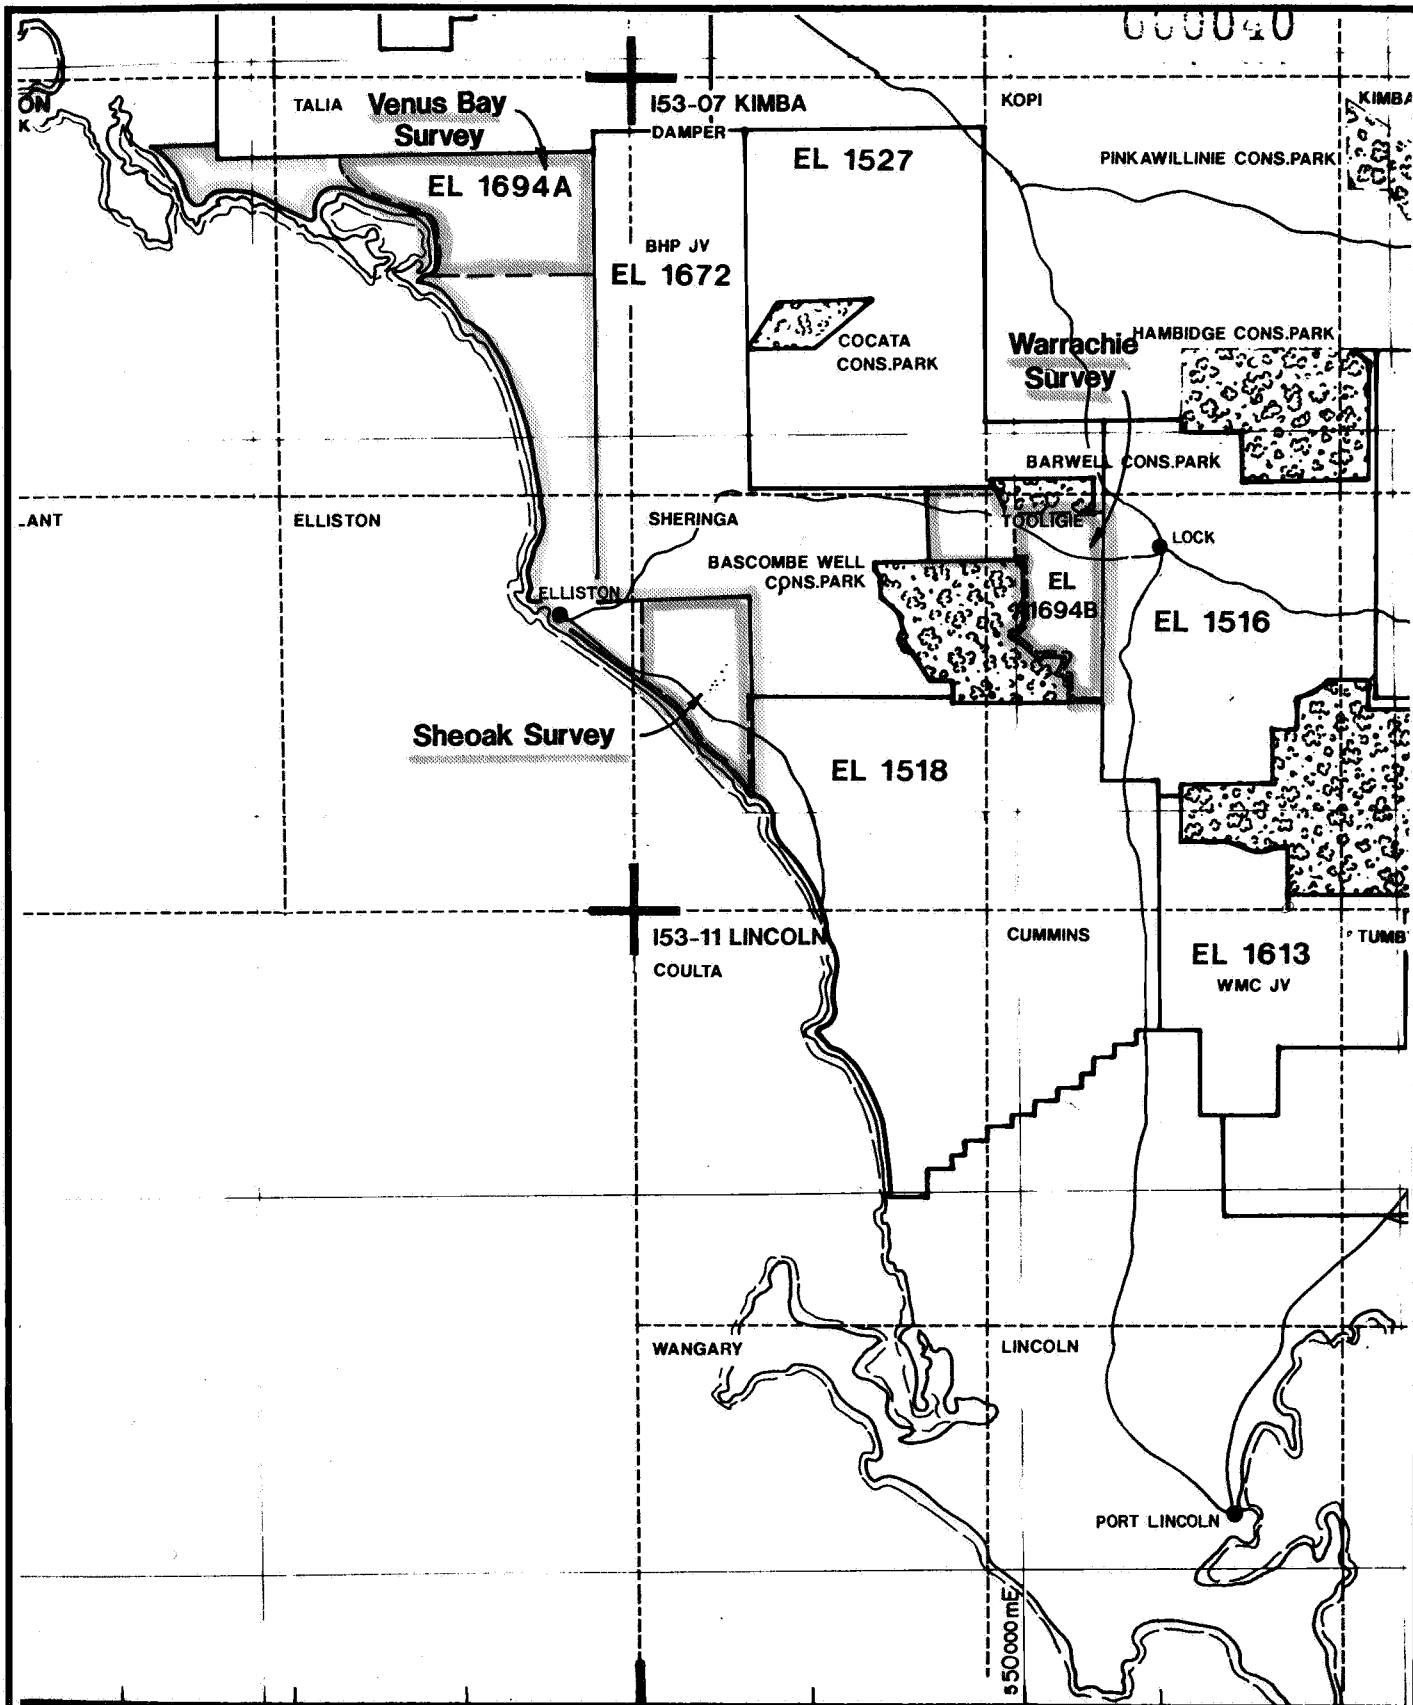 000040
ON
K
TALIA
Venus Bay
Survey
I53-07 KIMBA
DAMPER
KOPI
KIMBA
EL 1694A
EL 1527
PINKAWILLINIE CONS.PARK
BHP JV
EL 1672
COCATA
CONS.PARK
Warrachie
Survey
HAMBIDGE CONS.PARK
BARWELL CONS.PARK
ANT
ELLISTON
SHERINGA
TOOLIGIE
LOCK
BASCOMBE WELL
CONS.PARK
EL
1694B
ELLISTON
EL 1516
Sheoak Survey
EL 1518
I53-11 LINCOLN
COULTA
CUMMINS
TUMB
EL 1613
WMC JV
WANGARY
LINCOLN
PORT LINCOLN
550000mE